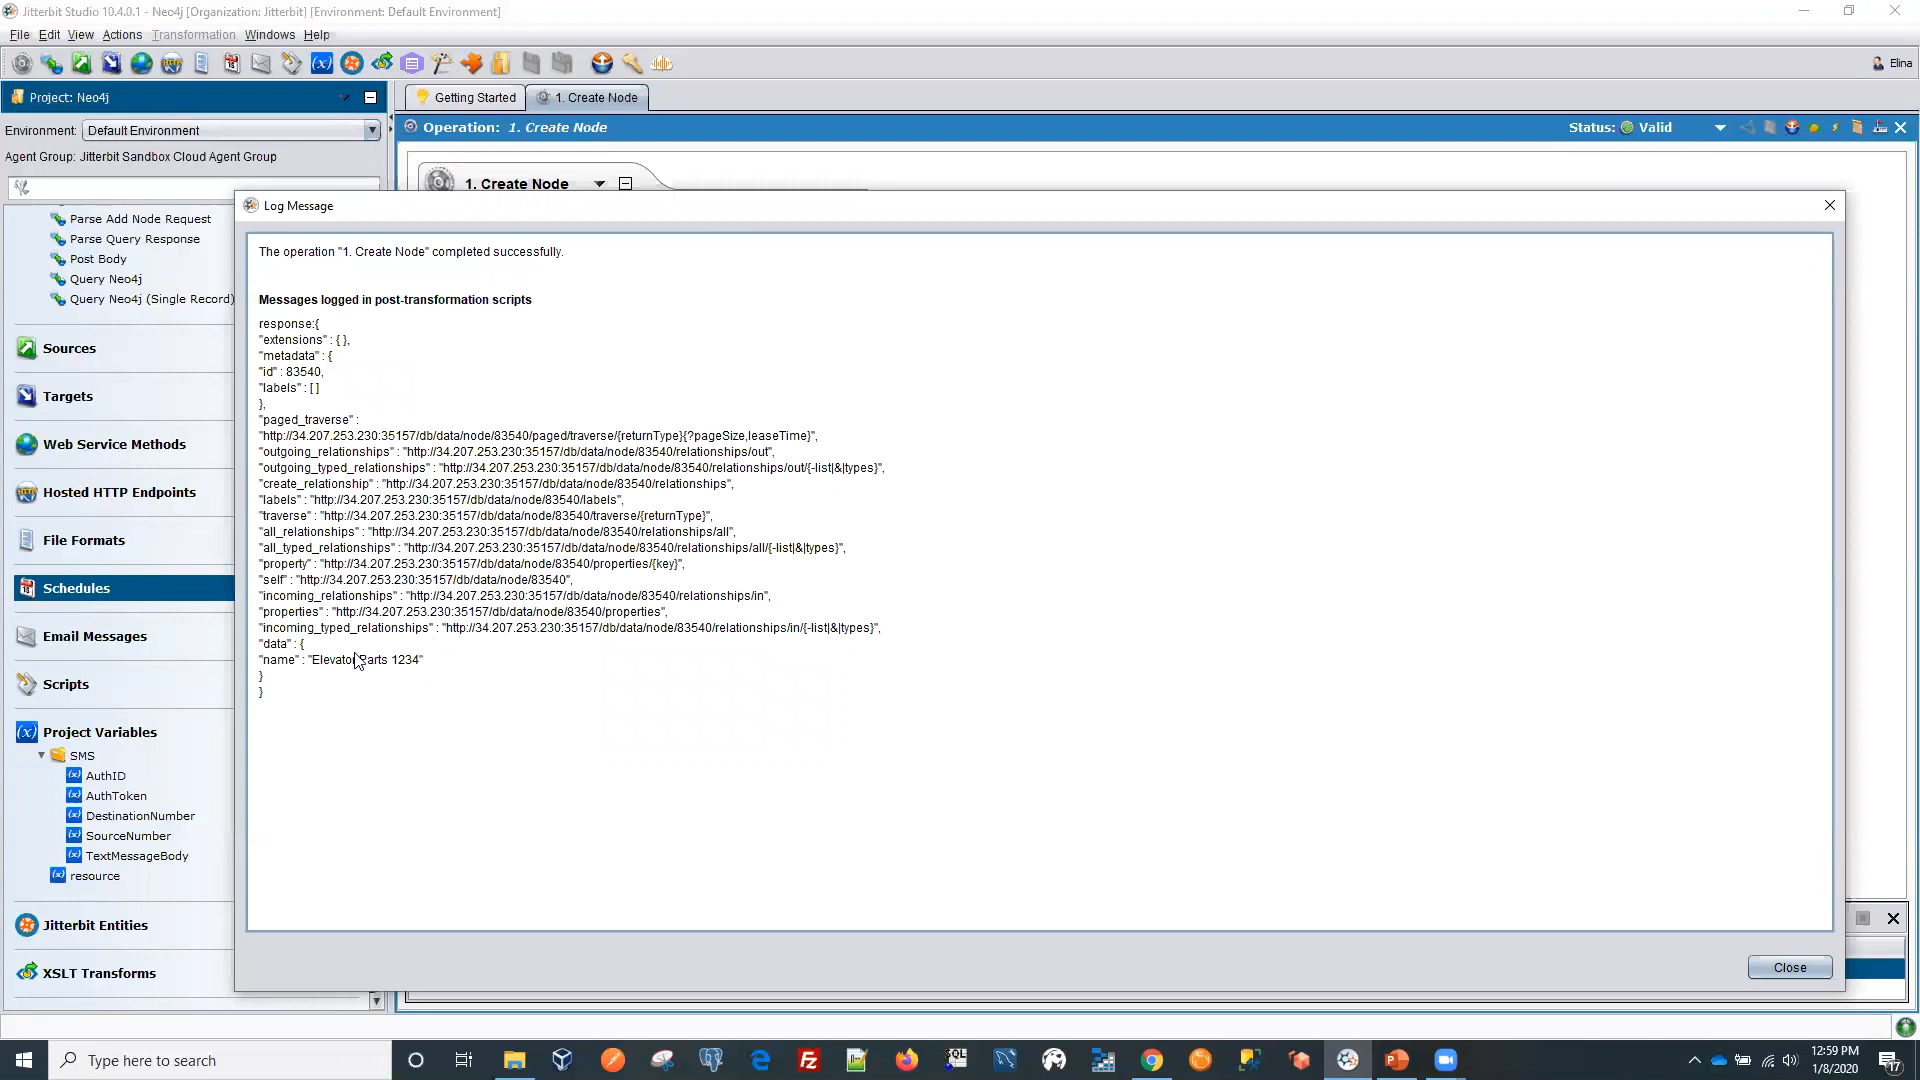 Jitterbit Studio 10.4.0.1 - Neo4j [Organization: Jitterbit] [Environment: Default Environment]
File Edit View Actions Transformation Windows Help
Elina
Project: Neo4j
Getting Started
1. Create Node
Environment: Default Environment
Operation: 1. Create Node
Status: Valid
Agent Group: Jitterbit Sandbox Cloud Agent Group
1. Create Node
Log Message
Parse Add Node Request
Parse Query Response
Post Body
Query Neo4j
Query Neo4j (Single Record)
Sources
Targets
Web Service Methods
Hosted HTTP Endpoints
File Formats
Schedules
Email Messages
Scripts
Project Variables
SMS
AuthID
AuthToken
DestinationNumber
SourceNumber
TextMessageBody
resource
Jitterbit Entities
XSLT Transforms
The operation "1. Create Node" completed successfully.
Messages logged in post-transformation scripts
response:{
"extensions" : { },
"metadata" : {
"id" : 83540,
"labels" : [ ]
},
"paged_traverse" :
"http://34.207.253.230:35157/db/data/node/83540/paged/traverse/{returnType}{?pageSize,leaseTime}",
"outgoing_relationships" : "http://34.207.253.230:35157/db/data/node/83540/relationships/out",
"outgoing_typed_relationships" : "http://34.207.253.230:35157/db/data/node/83540/relationships/out/{-list|&|types}",
"create_relationship" : "http://34.207.253.230:35157/db/data/node/83540/relationships",
"labels" : "http://34.207.253.230:35157/db/data/node/83540/labels",
"traverse" : "http://34.207.253.230:35157/db/data/node/83540/traverse/{returnType}",
"all_relationships" : "http://34.207.253.230:35157/db/data/node/83540/relationships/all",
"all_typed_relationships" : "http://34.207.253.230:35157/db/data/node/83540/relationships/all/{-list|&|types}",
"property" : "http://34.207.253.230:35157/db/data/node/83540/properties/{key}",
"self" : "http://34.207.253.230:35157/db/data/node/83540",
"incoming_relationships" : "http://34.207.253.230:35157/db/data/node/83540/relationships/in",
"properties" : "http://34.207.253.230:35157/db/data/node/83540/properties",
"incoming_typed_relationships" : "http://34.207.253.230:35157/db/data/node/83540/relationships/in/{-list|&|types}",
"data" : {
"name" : "Elevator Parts 1234"
}
}
Close
Type here to search
12:59 PM
1/8/2020
17